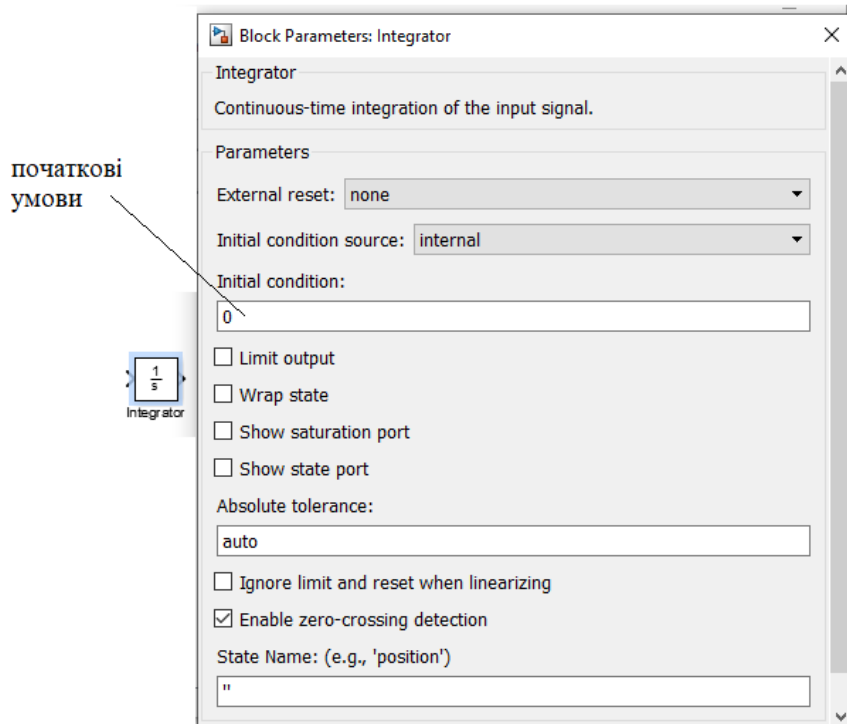 Block Parameters: Integrator
Integrator
Continuous-time integration of the input signal.
Parameters
початкові
умови
External reset: none
Initial condition source: internal
Initial condition:
0
1
s
Integrator
Limit output
Wrap state
Show saturation port
Show state port
Absolute tolerance:
auto
Ignore limit and reset when linearizing
Enable zero-crossing detection
State Name: (e.g., 'position')
''